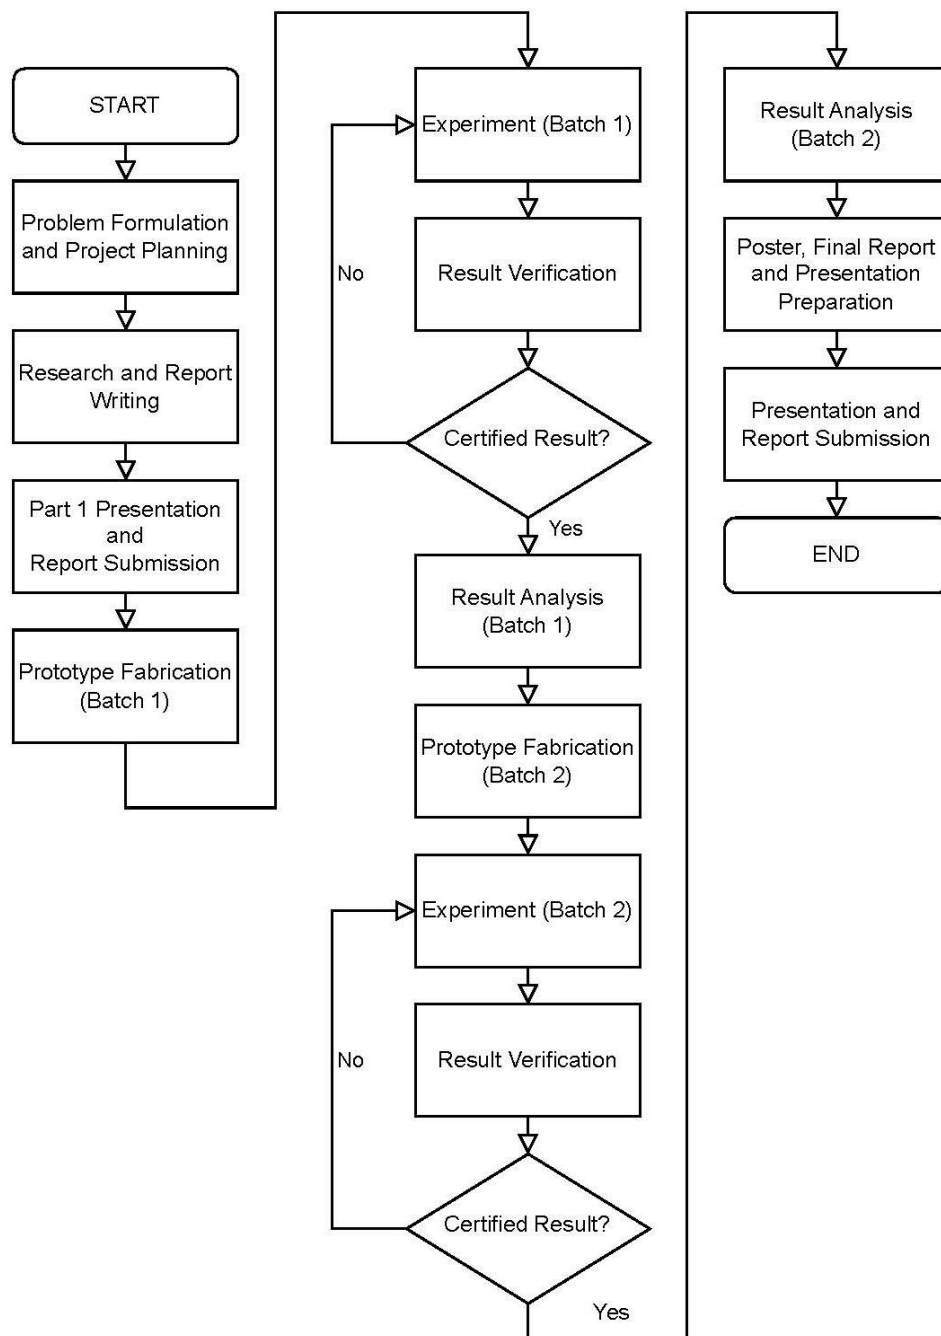 START
Problem Formulation
and Project Planning
Research and Report
Writing
Part 1 Presentation
and
Report Submission
Prototype Fabrication
(Batch 1)
Experiment (Batch 1)
No
Result Verification
Certified Result?
Yes
Result Analysis
(Batch 1)
Prototype Fabrication
(Batch 2)
Experiment (Batch 2)
No
Result Verification
Certified Result?
Yes
Result Analysis
(Batch 2)
Poster, Final Report
and Presentation
Preparation
Presentation and
Report Submission
END